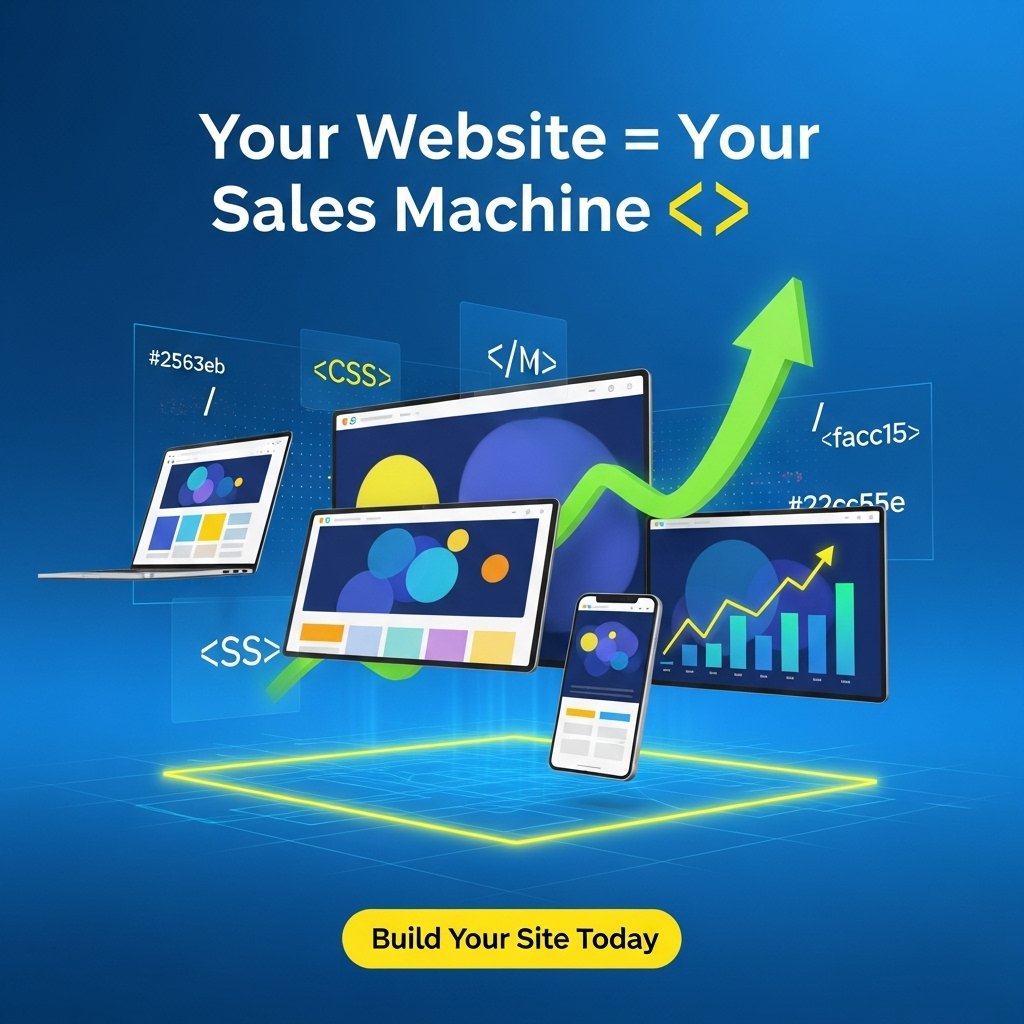 Your Website = Your
Sales Machine <>
#2563eb
/
<CSS>
</M>
/
<facc15>
#22cc55e
<SS>
Build Your Site Today